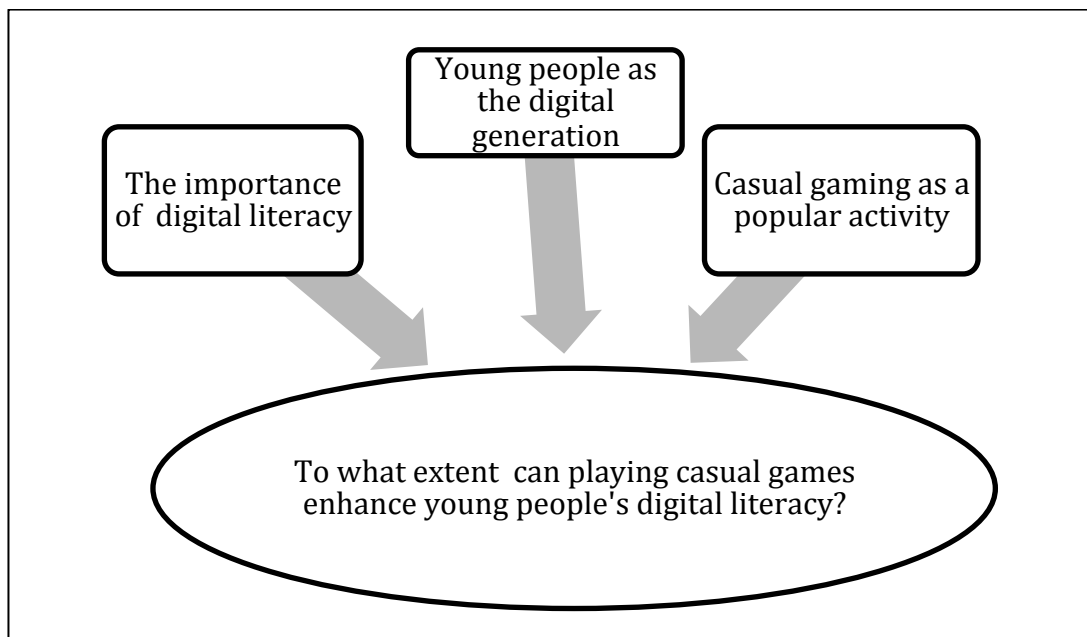 Young people as
the digital
generation
The importance
of digital literacy
Casual gaming as a
popular activity
To what extent can playing casual games
enhance young people's digital literacy?